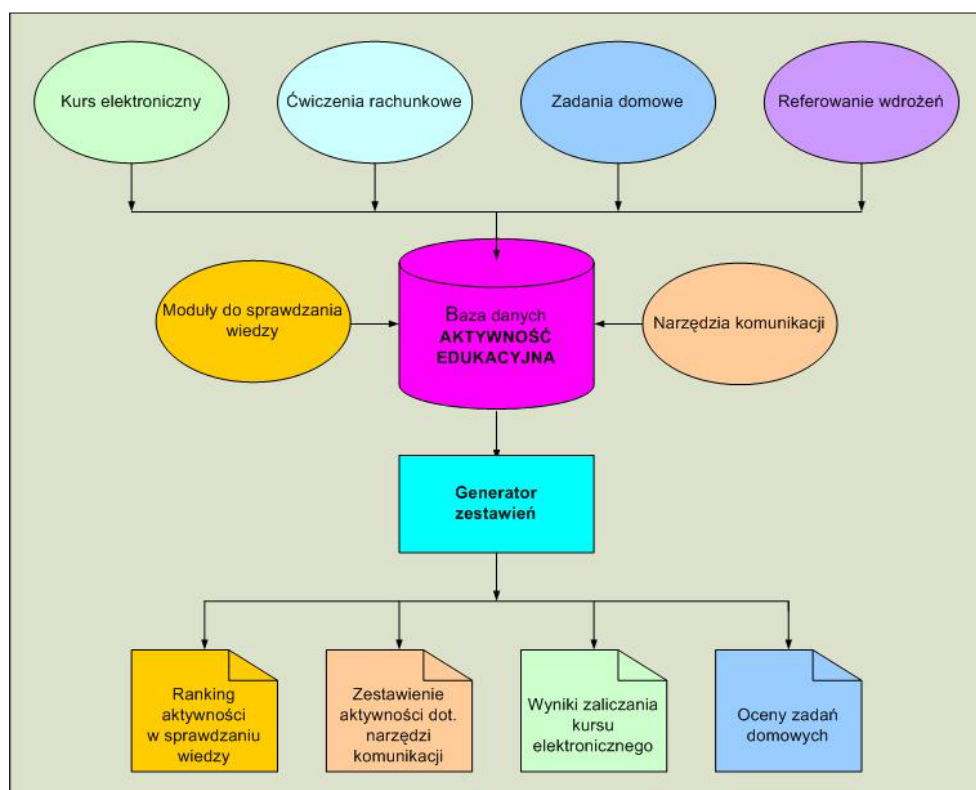 Kurs elektroniczny
Ćwiczenia rachunkowe
Zadania domowe
Referowanie wdrożeń
Moduły do sprawdzania
wiedzy
Baza danych
AKTYWNOŚĆ
EDUKACYJNA
Narzędzia komunikacji
Generator
zestawień
Ranking
aktywności
w sprawdzaniu
wiedzy
Zestawienie
aktywności dot.
narzędzi
komunikacji
Wyniki zaliczania
kursu
elektronicznego
Oceny zadań
domowych